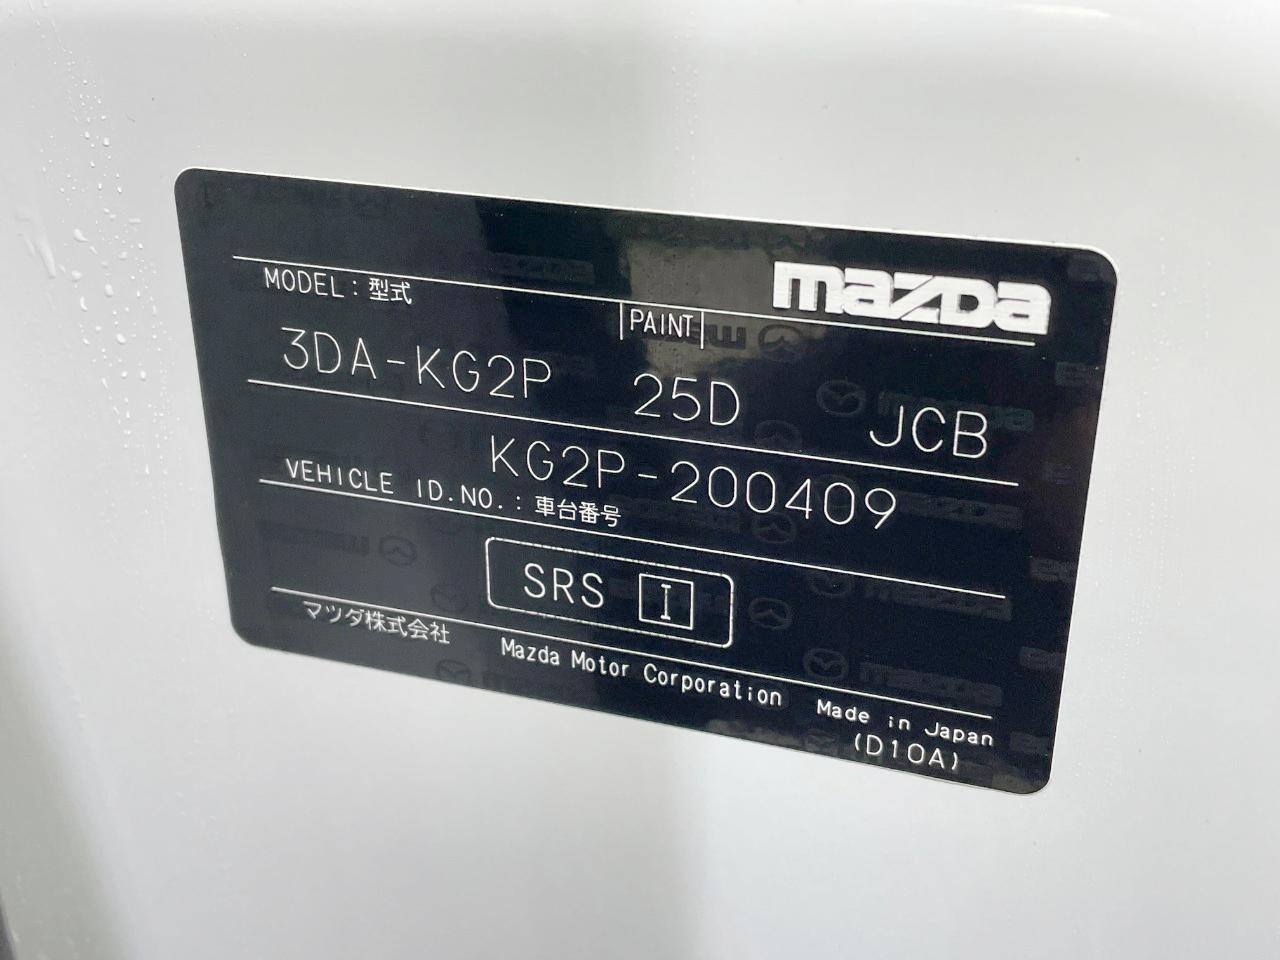 mazda
MODEL : 型式
PAINT
3DA-KG2P 25D JCB
KG2P-200409
VEHICLE ID.NO. : 車台番号
SRS I
マツダ株式会社
Mazda Motor Corporation
Made in Japan
(D10A)